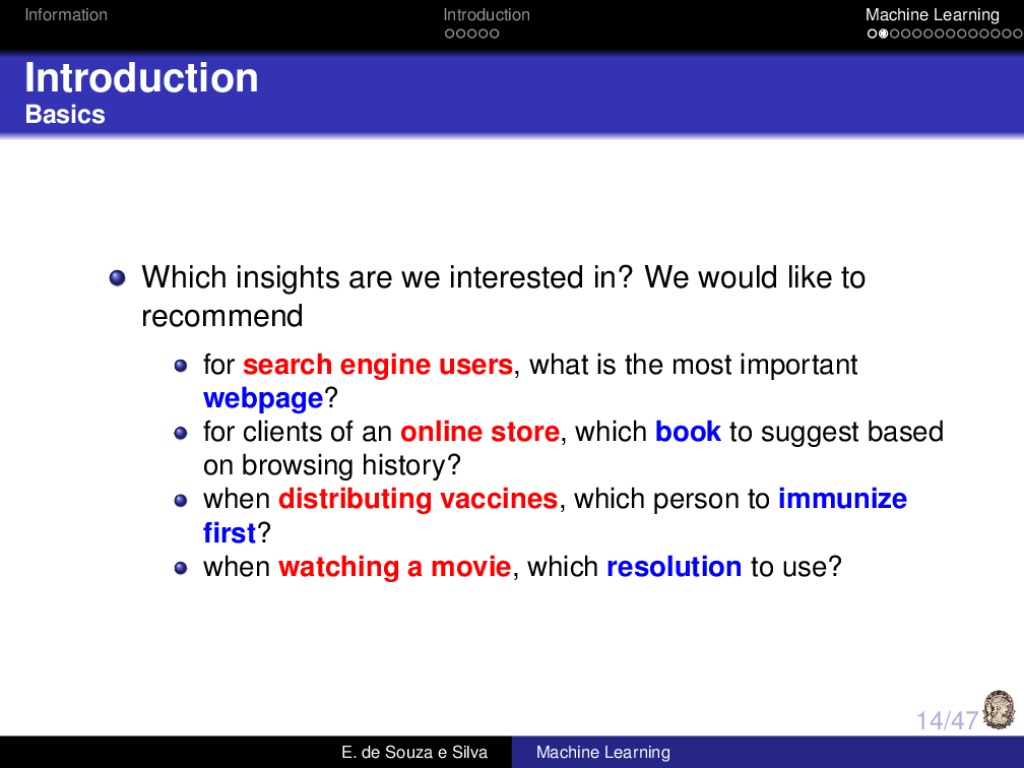 Information
Introduction
Machine Learning
Introduction
Basics
Which insights are we interested in? We would like to
recommend
for search engine users, what is the most important
webpage?
for clients of an online store, which book to suggest based
on browsing history?
when distributing vaccines, which person to immunize
first?
when watching a movie, which resolution to use?
14/47
E. de Souza e Silva
Machine Learning